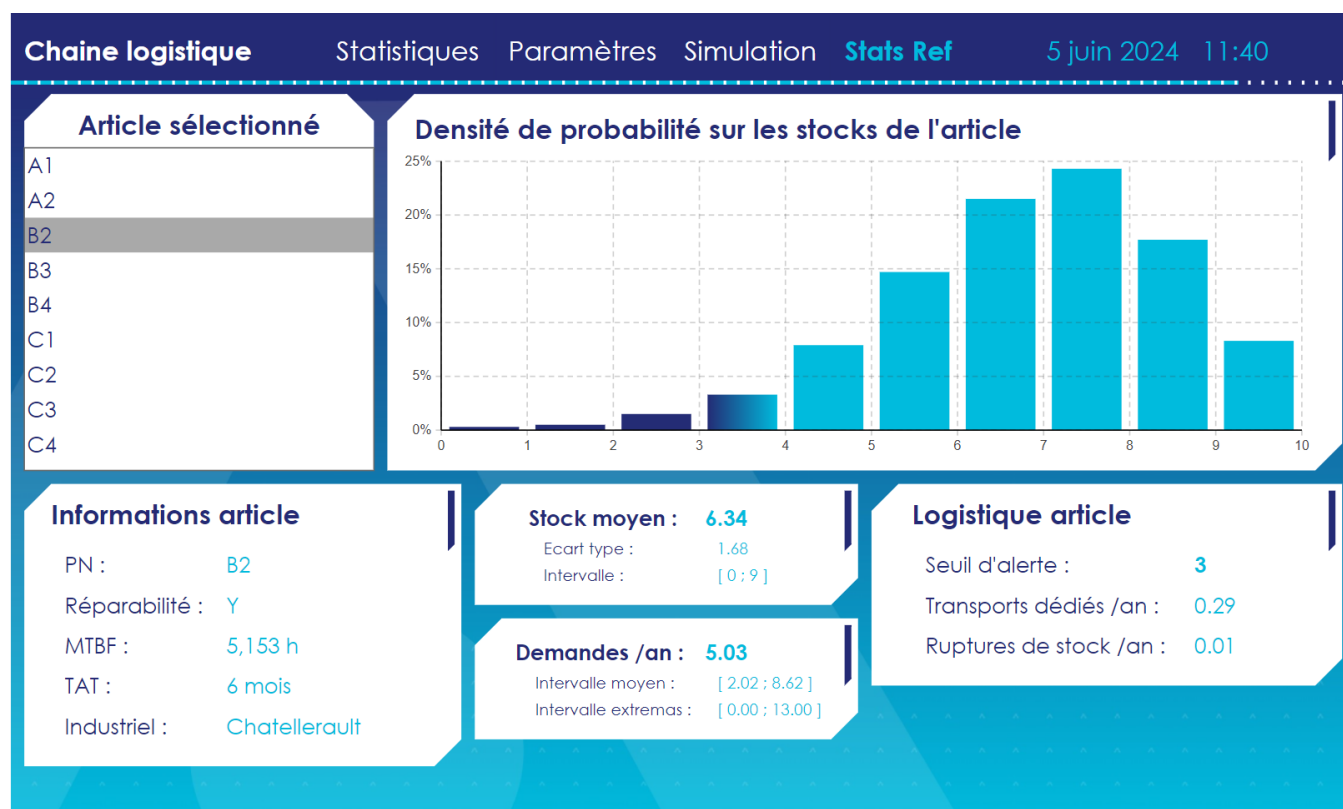 Chaine logistique Statistiques Paramètres Simulation Stats Ref 5 juin 2024 11:40
Article sélectionné
A1
A2
B2
B3
B4
C1
C2
C3
C4
Densité de probabilité sur les stocks de l'article
25%
20%
15%
10%
5%
0%
0 1 2 3 4 5 6 7 8 9 10
Informations article
PN : B2
Réparabilité : Y
MTBF : 5,153 h
TAT : 6 mois
Industriel : Chatellerault
Stock moyen : 6.34
Ecart type : 1.68
Intervalle : [ 0 ; 9 ]
Demandes /an : 5.03
Intervalle moyen : [ 2.02 ; 8.62 ]
Intervalle extremas : [ 0.00 ; 13.00 ]
Logistique article
Seuil d'alerte : 3
Transports dédiés /an : 0.29
Ruptures de stock /an : 0.01